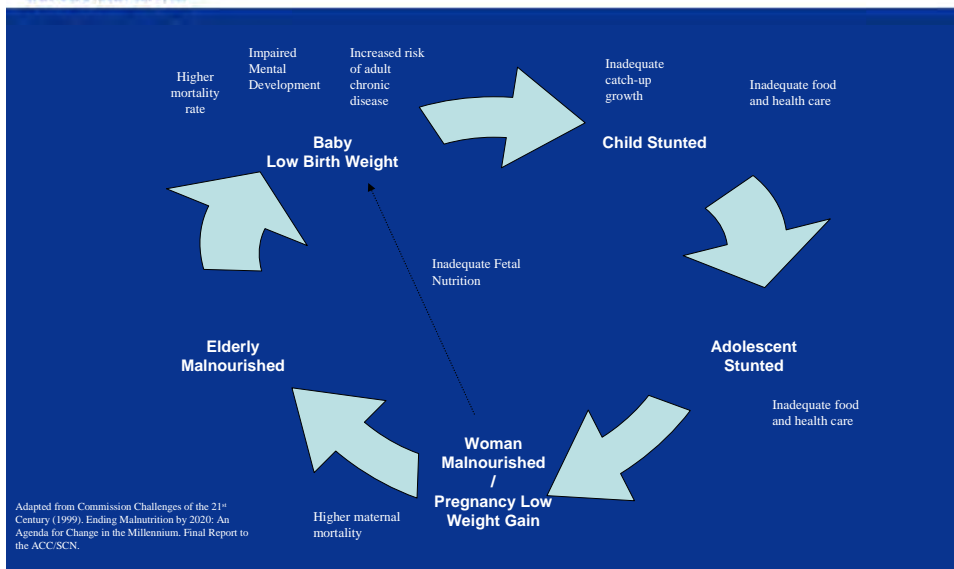 Higher
mortality
rate
Impaired
Mental
Development
Increased risk
of adult
chronic
disease
Inadequate
catch-up
growth
Inadequate food
and health care
Baby
Low Birth Weight
Child Stunted
Inadequate Fetal
Nutrition
Elderly
Malnourished
Adolescent
Stunted
Inadequate food
and health care
Woman
Malnourished
/
Pregnancy Low
Weight Gain
Higher maternal
mortality
Adapted from Commission Challenges of the 21st
Century (1999). Ending Malnutrition by 2020: An
Agenda for Change in the Millennium. Final Report to
the ACC/SCN.